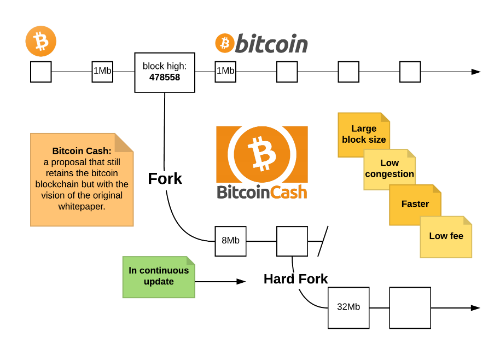 bitcoin
1Mb
block high:
478558
1Mb
Bitcoin Cash:
a proposal that still
retains the bitcoin
blockchain but with the
vision of the original
whitepaper.
Fork
BitcoinCash
Large
block size
Low
congestion
Faster
Low fee
8Mb
In continuous
update
Hard Fork
32Mb